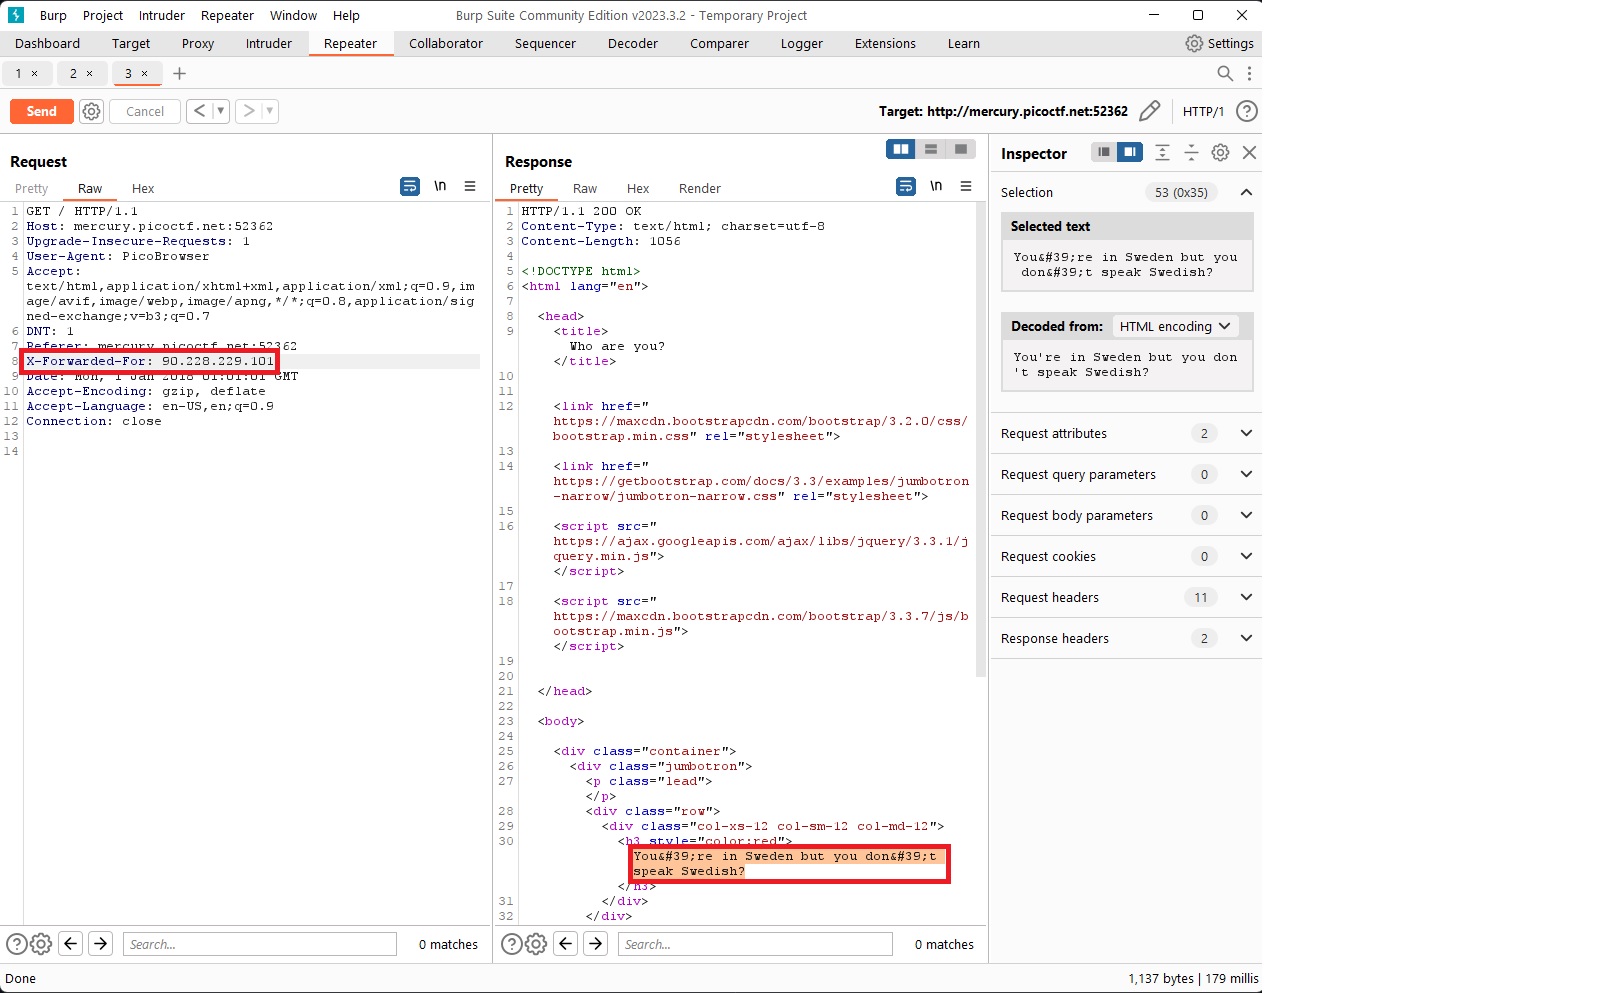 Burp Project Intruder Repeater Window Help Burp Suite Community Edition v2023.3.2 - Temporary Project
Dashboard Target Proxy Intruder Repeater Collaborator Sequencer Decoder Comparer Logger Extensions Learn Settings
1 × 2 × 3 × +
Send Cancel < > Target: http://mercury.picoctf.net:52362 HTTP/1 ?
Request
Pretty Raw Hex \n
1 GET / HTTP/1.1
2 Host: mercury.picoctf.net:52362
3 Upgrade-Insecure-Requests: 1
4 User-Agent: PicoBrowser
5 Accept:
text/html,application/xhtml+xml,application/xml;q=0.9,im
age/avif,image/webp,image/apng,*/*;q=0.8,application/sig
ned-exchange;v=b3;q=0.7
6 DNT: 1
7 Referer: mercury.picoctf.net:52362
8 X-Forwarded-For: 90.228.229.101
9 Date: Mon, 1 Jan 2018 01:01:01 GMT
10 Accept-Encoding: gzip, deflate
11 Accept-Language: en-US,en;q=0.9
12 Connection: close
13
14
Search... 0 matches
Response
Pretty Raw Hex Render \n
1 HTTP/1.1 200 OK
2 Content-Type: text/html; charset=utf-8
3 Content-Length: 1056
4
5 <!DOCTYPE html>
6 <html lang="en">
7
8 <head>
9 <title>
Who are you?
</title>
10
11
12 <link href="
https://maxcdn.bootstrapcdn.com/bootstrap/3.2.0/css/
bootstrap.min.css" rel="stylesheet">
13
14 <link href="
https://getbootstrap.com/docs/3.3/examples/jumbotron
-narrow/jumbotron-narrow.css" rel="stylesheet">
15
16 <script src="
https://ajax.googleapis.com/ajax/libs/jquery/3.3.1/j
query.min.js">
</script>
17
18 <script src="
https://maxcdn.bootstrapcdn.com/bootstrap/3.3.7/js/b
ootstrap.min.js">
</script>
19
20
21 </head>
22
23 <body>
24
25 <div class="container">
26 <div class="jumbotron">
27 <p class="lead">
</p>
28 <div class="row">
29 <div class="col-xs-12 col-sm-12 col-md-12">
30 <h3 style="color:red">
You&#39;re in Sweden but you don&#39;t
speak Swedish?
</h3>
31 </div>
32 </div>
Search... 0 matches
Inspector
Selection 53 (0x35)
Selected text
You&#39;re in Sweden but you
don&#39;t speak Swedish?
Decoded from: HTML encoding
You're in Sweden but you don
't speak Swedish?
Request attributes 2
Request query parameters 0
Request body parameters 0
Request cookies 0
Request headers 11
Response headers 2
Done 1,137 bytes | 179 millis